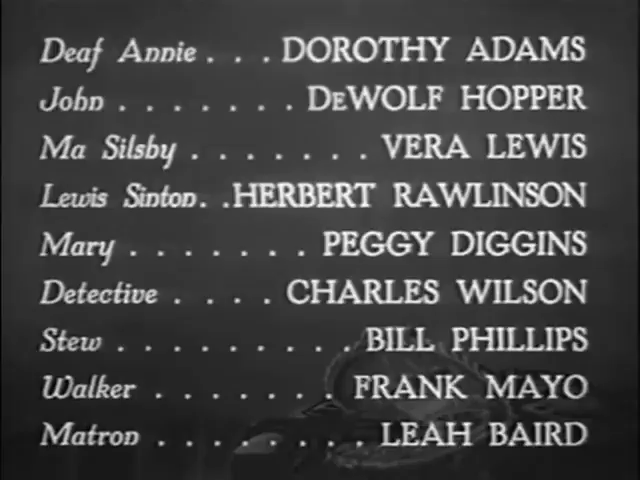 Deaf Annie . . . DOROTHY ADAMS
John . . . . . . . DeWOLF HOPPER
Ma Silsby . . . . . . . VERA LEWIS
Lewis Sinton. . .HERBERT RAWLINSON
Mary . . . . . . . PEGGY DIGGINS
Detective . . . . CHARLES WILSON
Stew . . . . . . . . . BILL PHILLIPS
Walker . . . . . . . FRANK MAYO
Matron . . . . . . . . LEAH BAIRD